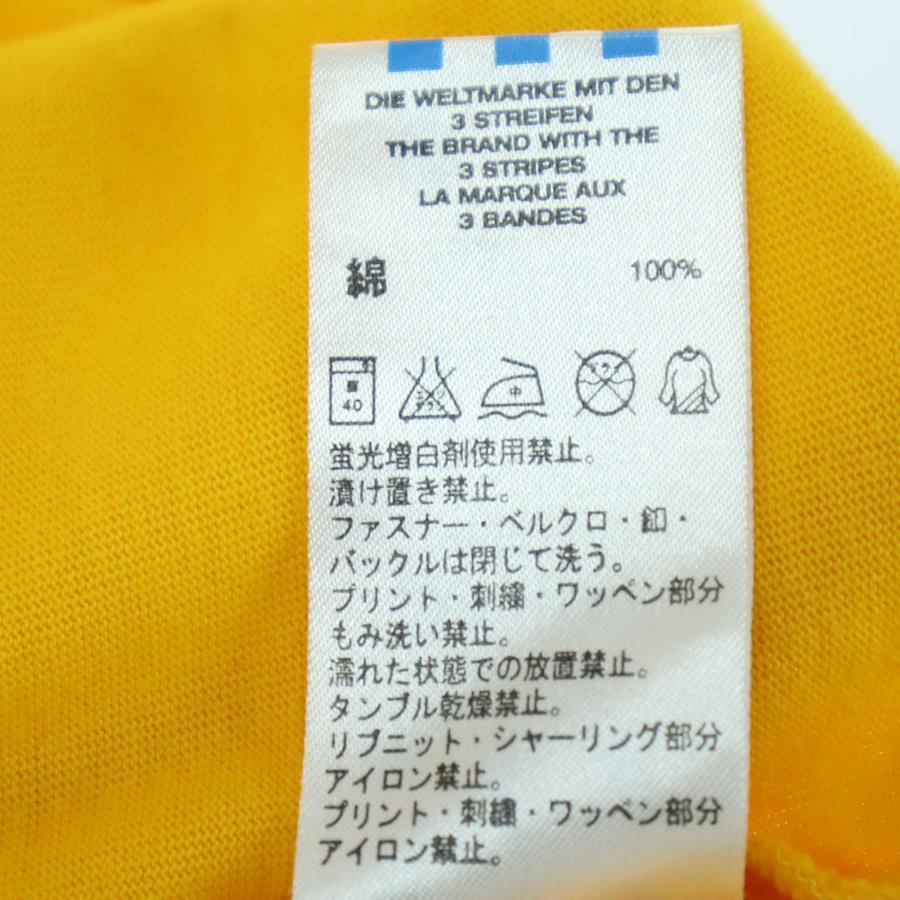 DIE WELTMARKE MIT DEN
3 STREIFEN
THE BRAND WITH THE
3 STRIPES
LA MARQUE AUX
3 BANDES
綿 100%
40 中
蛍光増白剤使用禁止。
漬け置き禁止。
ファスナー・ベルクロ・釦・
バックルは閉じて洗う。
プリント・刺繍・ワッペン部分
もみ洗い禁止。
濡れた状態での放置禁止。
タンブル乾燥禁止。
リブニット・シャーリング部分
アイロン禁止。
プリント・刺繍・ワッペン部分
アイロン禁止。